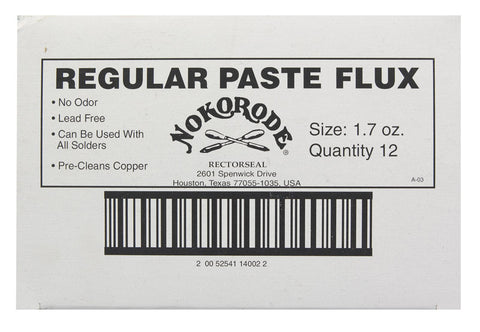 REGULAR PASTE FLUX
• No Odor
• Lead Free
• Can Be Used With
All Solders
• Pre-Cleans Copper
NOKORODE®
RECTORSEAL
2601 Spenwick Drive
Houston, Texas 77055-1035, USA
Size: 1.7 oz.
Quantity 12
A-03
2 00 52541 14002 2